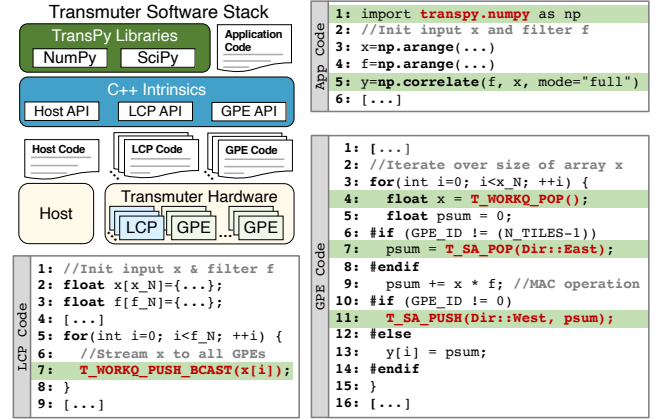 Transmuter Software Stack
TransPy Libraries
NumPy
SciPy
Application
Code
C++ Intrinsics
Host API
LCP API
GPE API
Host Code
LCP Code
GPE Code
Host
Transmuter Hardware
LCP
GPE
...
GPE
App Code
1: import transpy.numpy as np
2: //Init input x and filter f
3: x=np.arange(...)
4: f=np.arange(...)
5: y=np.correlate(f, x, mode="full")
6: [...]
LCP Code
1: //Init input x & filter f
2: float x[x_N]={...};
3: float f[f_N]={...};
4: [...]
5: for(int i=0; i<f_N; ++i) {
6: //Stream x to all GPEs
7: T_WORKQ_PUSH_BCAST(x[i]);
8: }
9: [...]
GPE Code
1: [...]
2: //Iterate over size of array x
3: for(int i=0; i<x_N; ++i) {
4: float x = T_WORKQ_POP();
5: float psum = 0;
6: #if (GPE_ID != (N_TILES-1))
7: psum = T_SA_POP(Dir::East);
8: #endif
9: psum += x * f; //MAC operation
10: #if (GPE_ID != 0)
11: T_SA_PUSH(Dir::West, psum);
12: #else
13: y[i] = psum;
14: #endif
15: }
16: [...]